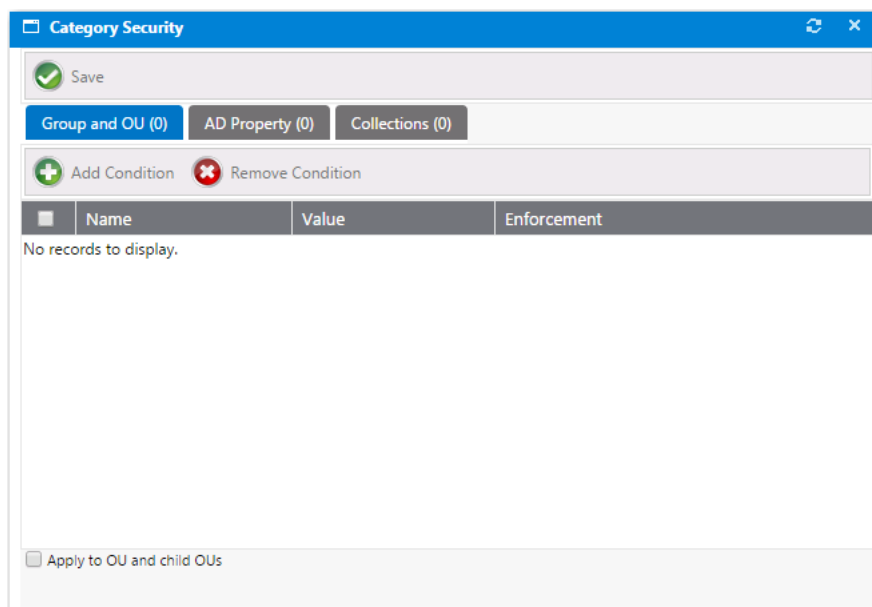 Category Security
Save
Group and OU (0) AD Property (0) Collections (0)
Add Condition Remove Condition
Name Value Enforcement
No records to display.
Apply to OU and child OUs